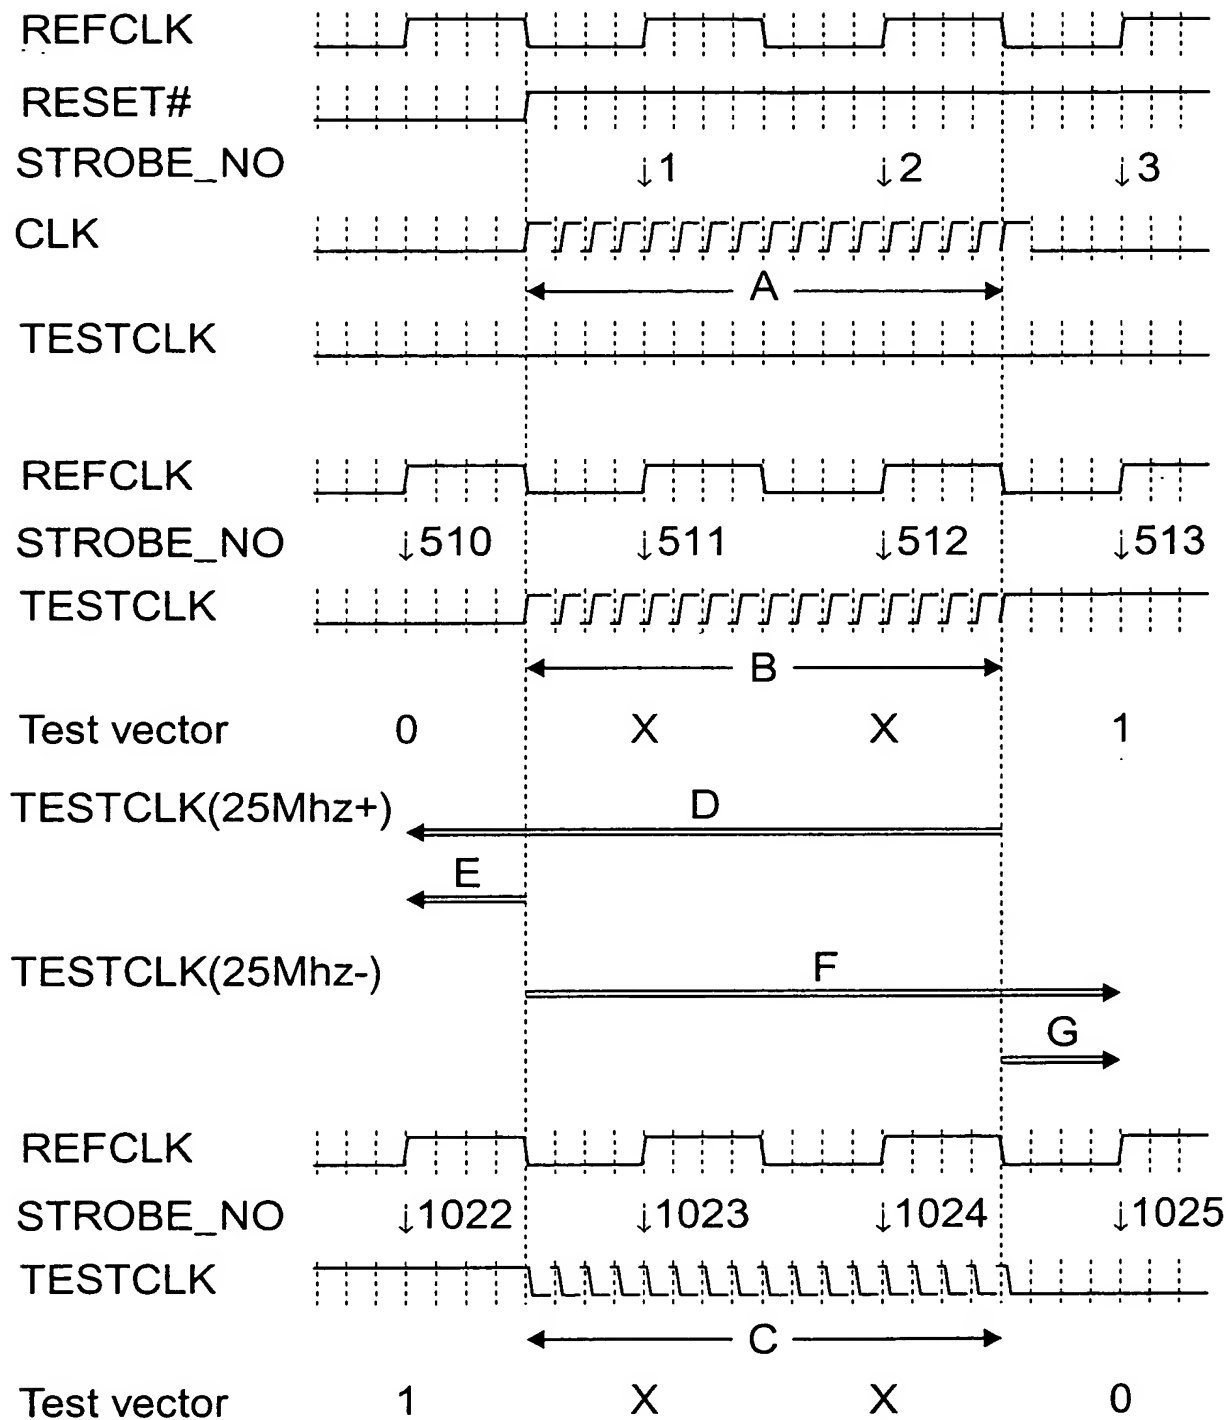 REFCLK
RESET#
STROBE_NO ↓1 ↓2 ↓3
CLK
A
TESTCLK
REFCLK
STROBE_NO ↓510 ↓511 ↓512 ↓513
TESTCLK
B
Test vector 0 X X 1
TESTCLK(25Mhz+) D
E
TESTCLK(25Mhz-) F
G
REFCLK
STROBE_NO ↓1022 ↓1023 ↓1024 ↓1025
TESTCLK
C
Test vector 1 X X 0